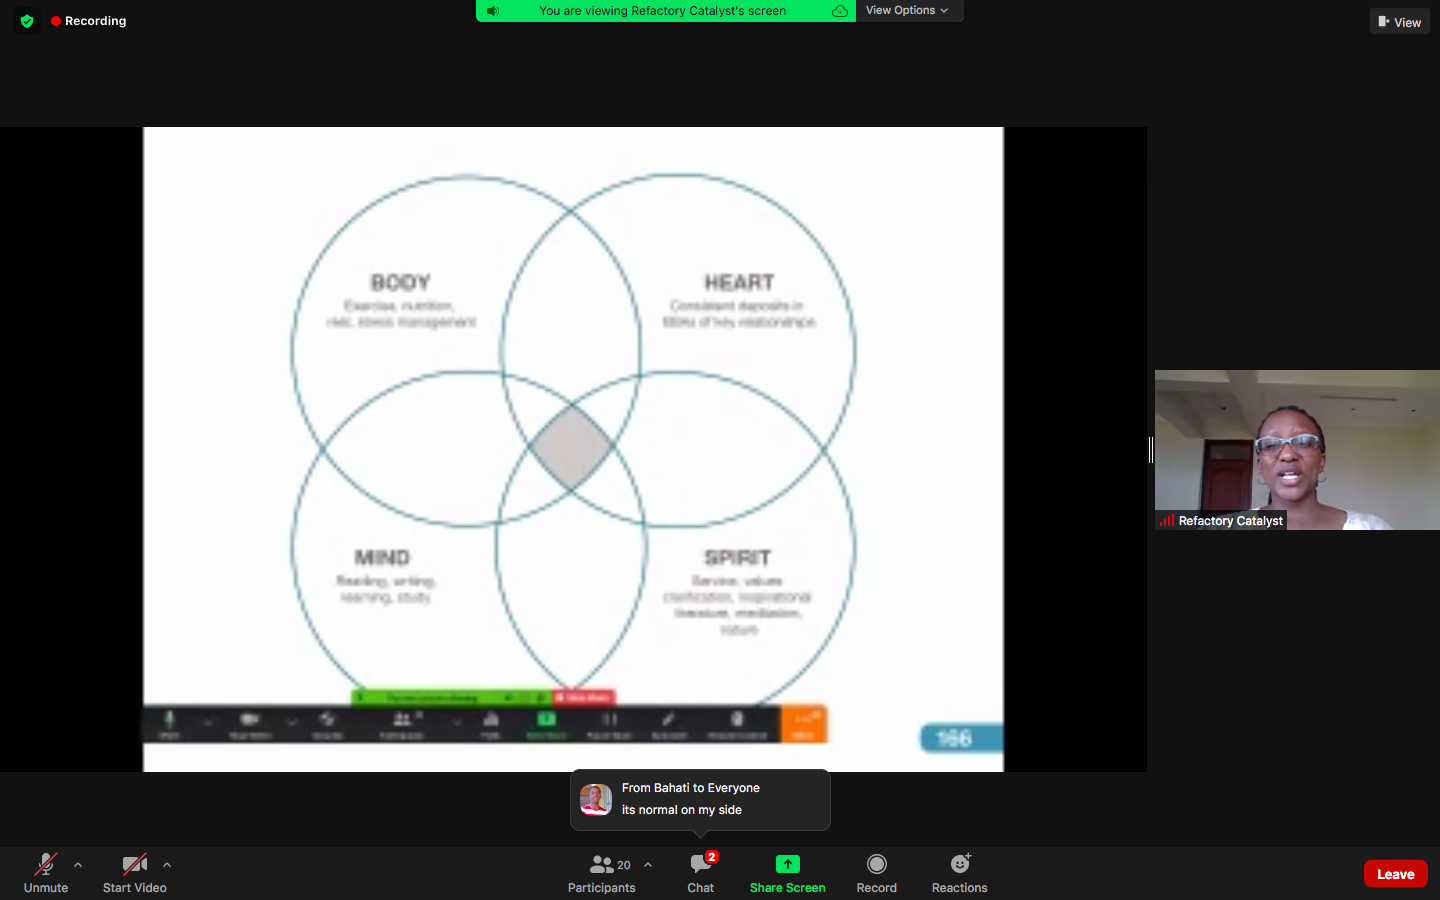 Recording
You are viewing Refactory Catalyst's screen
View Options
View
BODY
Exercise, nutrition,
rest, stress management
HEART
Consistent deposits in
EBAs of key relationships
MIND
Reading, writing,
learning, study
SPIRIT
Service, values
clarification, inspirational
literature, meditation,
nature
166
Refactory Catalyst
From Bahati to Everyone
its normal on my side
Unmute
Start Video
20
Participants
2
Chat
Share Screen
Record
Reactions
Leave